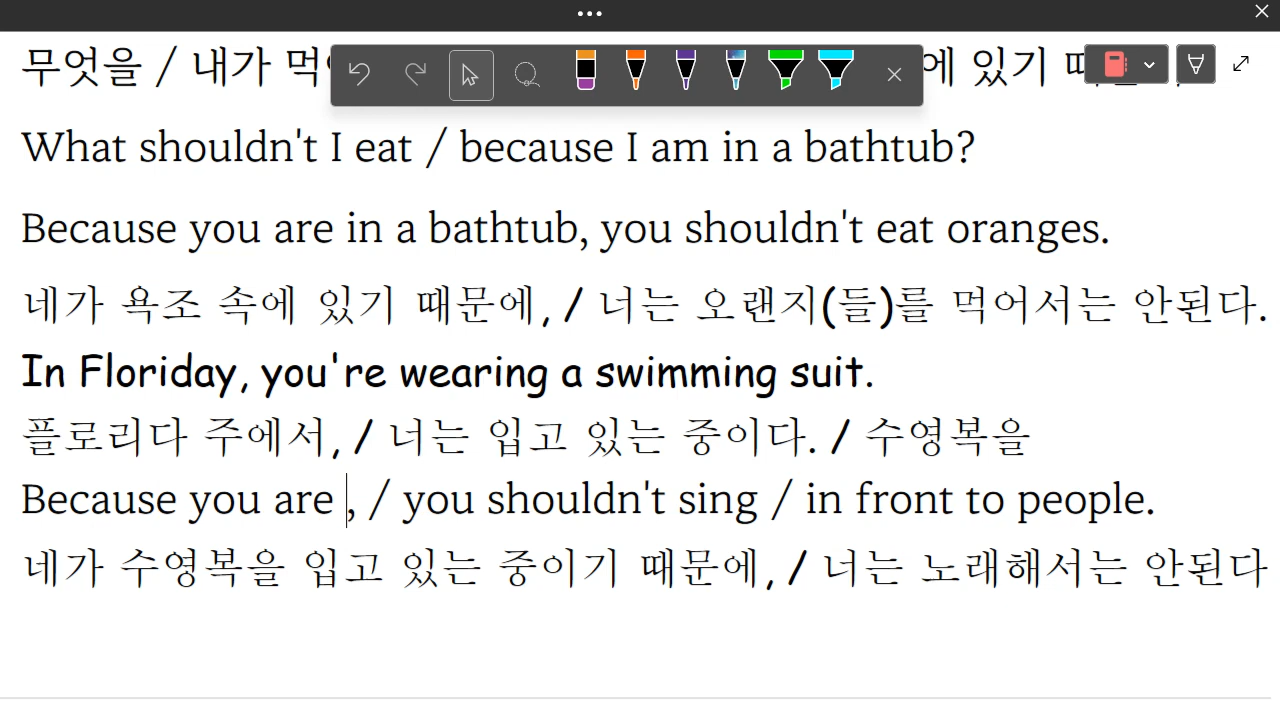 무엇을 / 내가 에 있기
What shouldn't I eat / because I am in a bathtub?
Because you are in a bathtub, you shouldn't eat oranges.
네가 욕조 속에 있기 때문에, / 너는 오랜지(들)를 먹어서는 안된다.
In Floriday, you're wearing a swimming suit.
플로리다 주에서, / 너는 입고 있는 중이다. / 수영복을
Because you are , / you shouldn't sing / in front to people.
네가 수영복을 입고 있는 중이기 때문에, / 너는 노래해서는 안된다